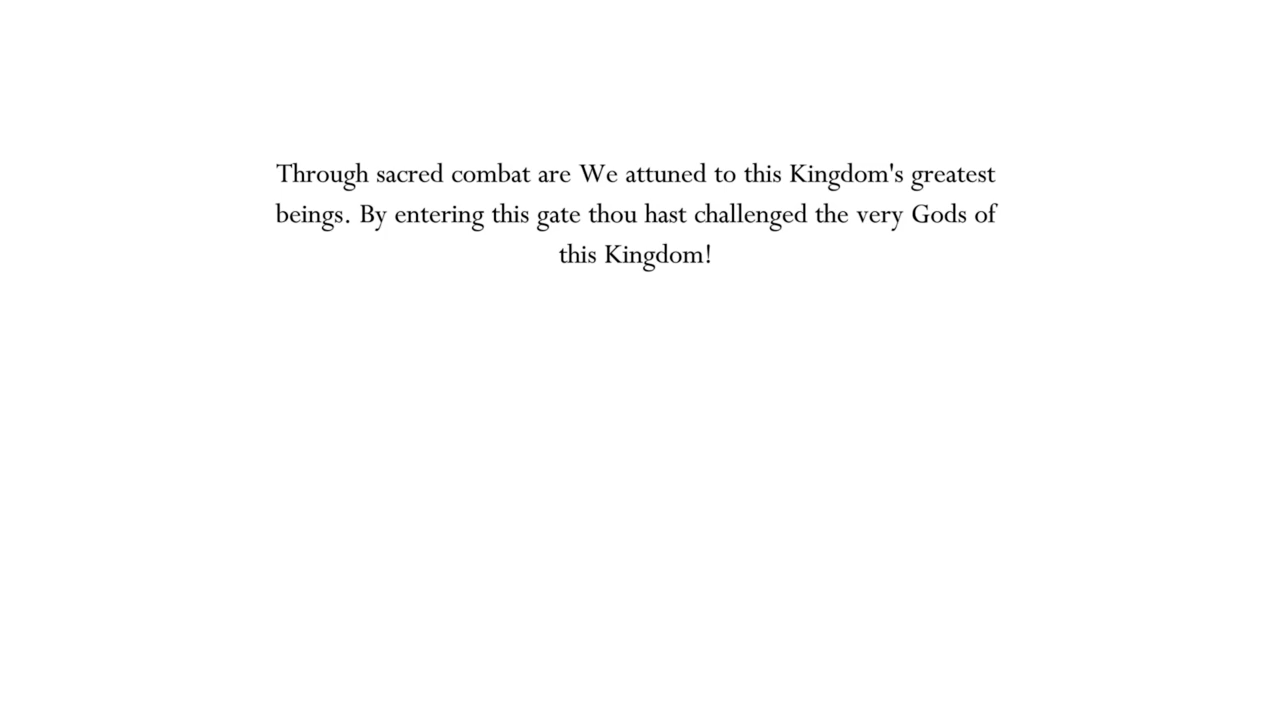 Through sacred combat are We attuned to this Kingdom's greatest
beings. By entering this gate thou hast challenged the very Gods of
this Kingdom!